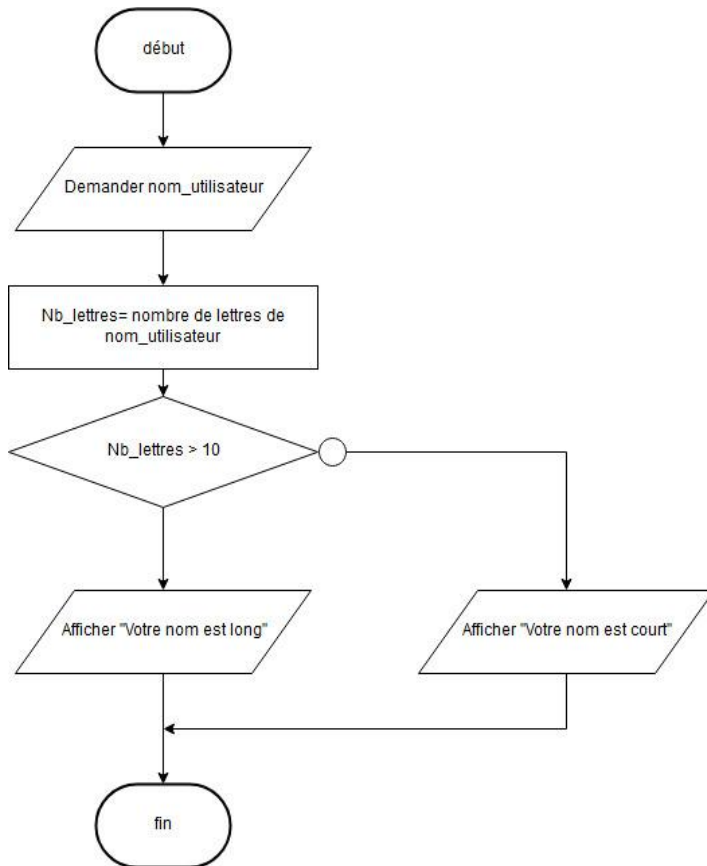 début
Demander nom_utilisateur
Nb_lettres= nombre de lettres de
nom_utilisateur
Nb_lettres > 10
Afficher "Votre nom est long"
Afficher "Votre nom est court"
fin